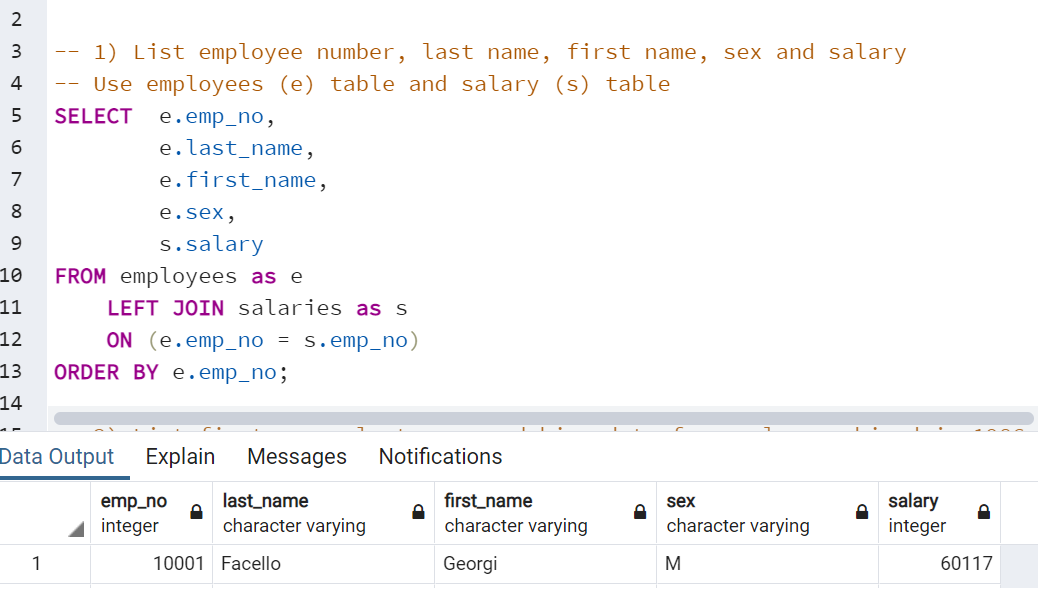 2
3 -- 1) List employee number, last name, first name, sex and salary
4 -- Use employees (e) table and salary (s) table
5 SELECT e.emp_no,
6 e.last_name,
7 e.first_name,
8 e.sex,
9 s.salary
10 FROM employees as e
11 LEFT JOIN salaries as s
12 ON (e.emp_no = s.emp_no)
13 ORDER BY e.emp_no;
14
Data Output Explain Messages Notifications
emp_no last_name first_name sex salary
integer character varying character varying character varying integer
1 10001 Facello Georgi M 60117